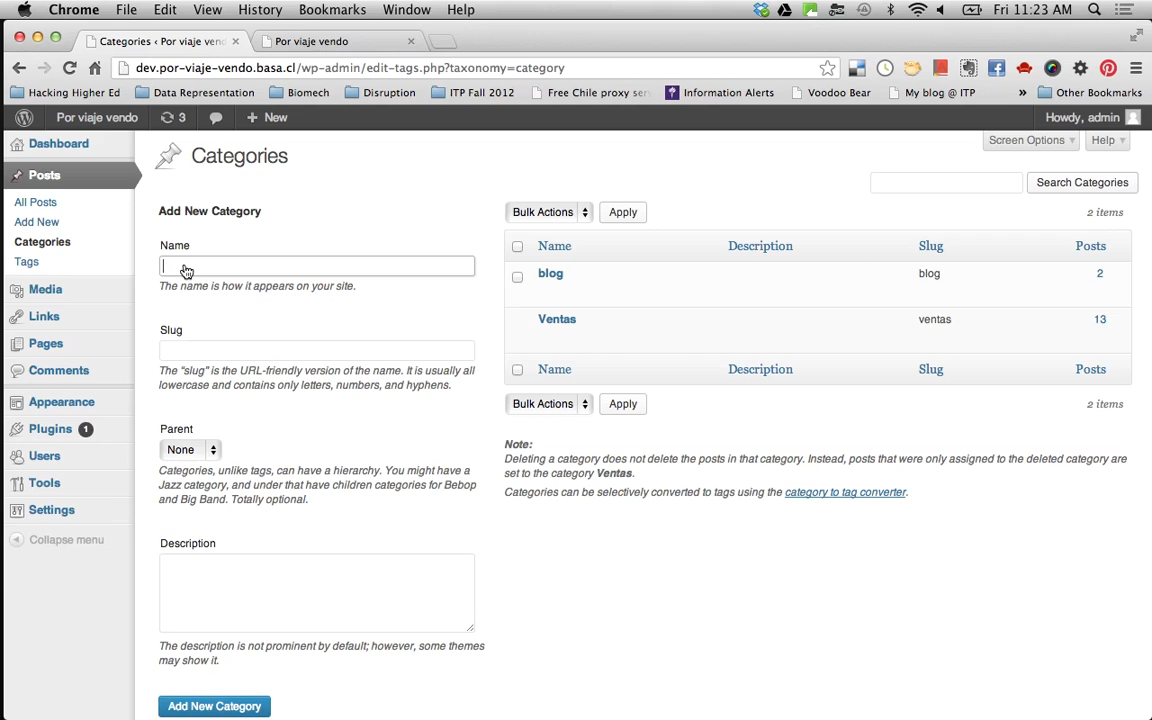 Chrome File Edit View History Bookmarks Window Help Fri 11:23 AM
Categories ‹ Por viaje ven Por viaje vendo
dev.por-viaje-vendo.basa.cl/wp-admin/edit-tags.php?taxonomy=category
Hacking Higher Ed Data Representation Biomech Disruption ITP Fall 2012 Free Chile proxy ser Information Alerts Voodoo Bear My blog @ ITP » Other Bookmarks
Por viaje vendo 3 + New Howdy, admin
Screen Options Help
Dashboard
Posts
All Posts
Add New
Categories
Tags
Media
Links
Pages
Comments
Appearance
Plugins 1
Users
Tools
Settings
Collapse menu
Categories
Search Categories
Add New Category
Name
The name is how it appears on your site.
Slug
The "slug" is the URL-friendly version of the name. It is usually all
lowercase and contains only letters, numbers, and hyphens.
Parent
None
Categories, unlike tags, can have a hierarchy. You might have a
Jazz category, and under that have children categories for Bebop
and Big Band. Totally optional.
Description
The description is not prominent by default; however, some themes
may show it.
Add New Category
Bulk Actions Apply 2 items
Name Description Slug Posts
blog blog 2
Ventas ventas 13
Name Description Slug Posts
Bulk Actions Apply 2 items
Note:
Deleting a category does not delete the posts in that category. Instead, posts that were only assigned to the deleted category are
set to the category Ventas.
Categories can be selectively converted to tags using the category to tag converter.